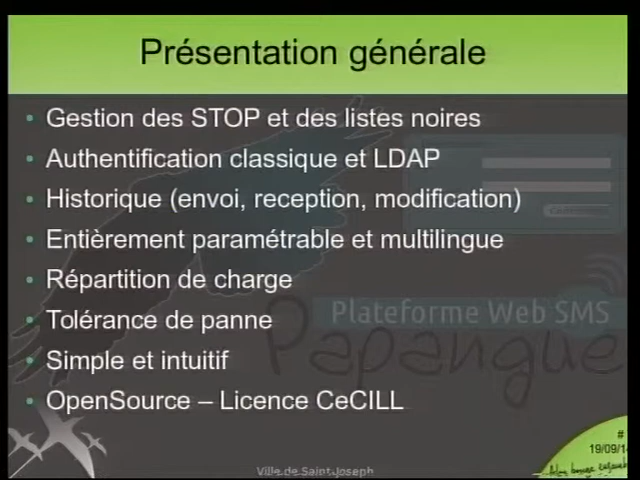 Présentation générale
• Gestion des STOP et des listes noires
• Authentification classique et LDAP
• Historique (envoi, reception, modification)
• Entièrement paramétrable et multilingue
• Répartition de charge
• Tolérance de panne
• Simple et intuitif
• OpenSource – Licence CeCILL
Plateforme Web SMS
Papangue
#
19/09/1
Ville de Saint-Joseph